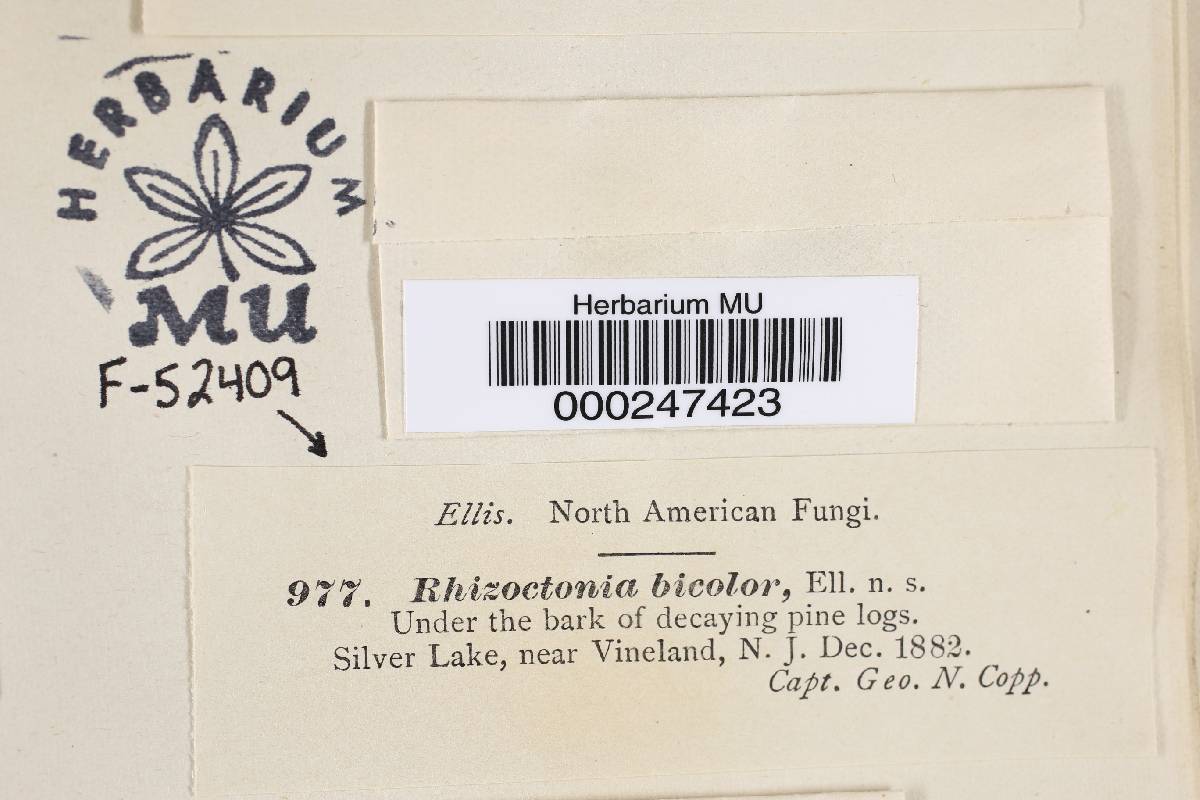 HERBARIUM
MU
F-52409
Herbarium MU
000247423
Ellis. North American Fungi.
977. Rhizoctonia bicolor, Ell. n. s.
Under the bark of decaying pine logs.
Silver Lake, near Vineland, N. J. Dec. 1882.
Capt. Geo. N. Copp.